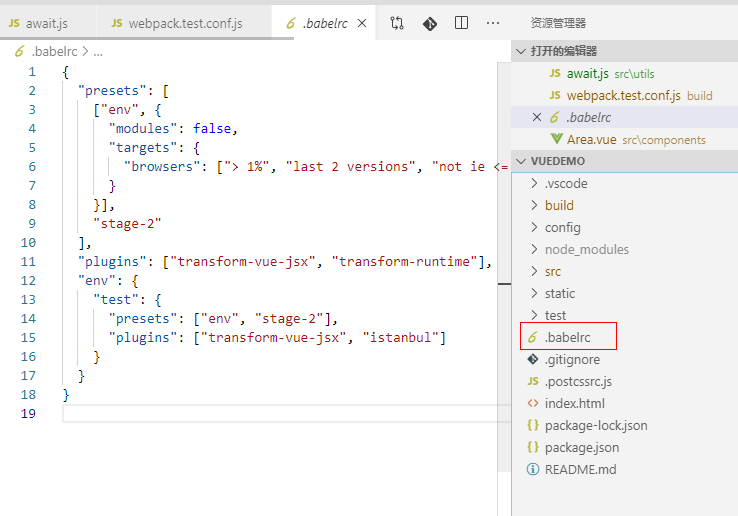 await.js
webpack.test.conf.js
.babelrc
.babelrc > ...
1 {
2 "presets": [
3 ["env", {
4 "modules": false,
5 "targets": {
6 "browsers": ["> 1%", "last 2 versions", "not ie <=
7 }
8 }],
9 "stage-2"
10 ],
11 "plugins": ["transform-vue-jsx", "transform-runtime"],
12 "env": {
13 "test": {
14 "presets": ["env", "stage-2"],
15 "plugins": ["transform-vue-jsx", "istanbul"]
16 }
17 }
18 }
19
资源管理器
打开的编辑器
JS await.js src\utils
JS webpack.test.conf.js build
.babelrc
Area.vue src\components
VUEDEMO
.vscode
build
config
node_modules
src
static
test
.babelrc
.gitignore
JS .postcssrc.js
<> index.html
{} package-lock.json
{} package.json
README.md